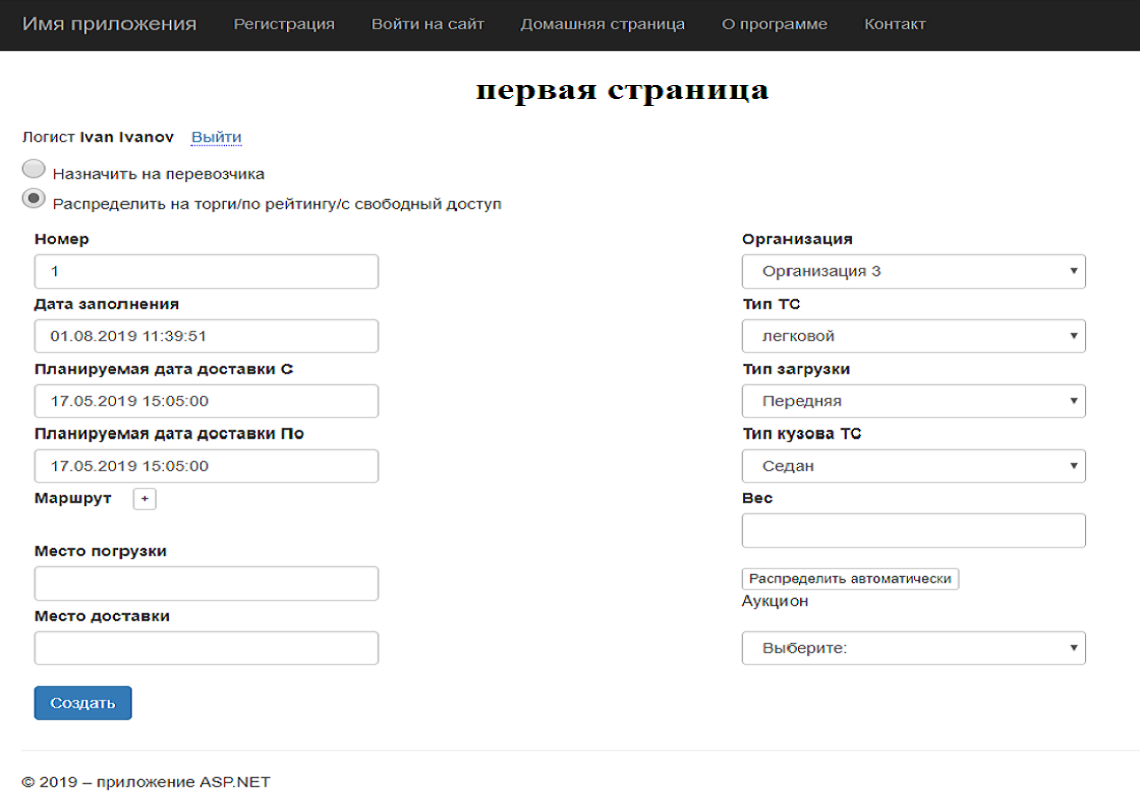 Имя приложения Регистрация Войти на сайт Домашняя страница О программе Контакт
первая страница
Логист Ivan Ivanov Выйти
Назначить на перевозчика
Распределить на торги/по рейтингу/с свободный доступ
Номер
1
Дата заполнения
01.08.2019 11:39:51
Планируемая дата доставки С
17.05.2019 15:05:00
Планируемая дата доставки По
17.05.2019 15:05:00
Маршрут +
Место погрузки
Место доставки
Создать
Организация
Организация 3
Тип ТС
легковой
Тип загрузки
Передняя
Тип кузова ТС
Седан
Вес
Распределить автоматически
Аукцион
Выберите:
© 2019 – приложение ASP.NET